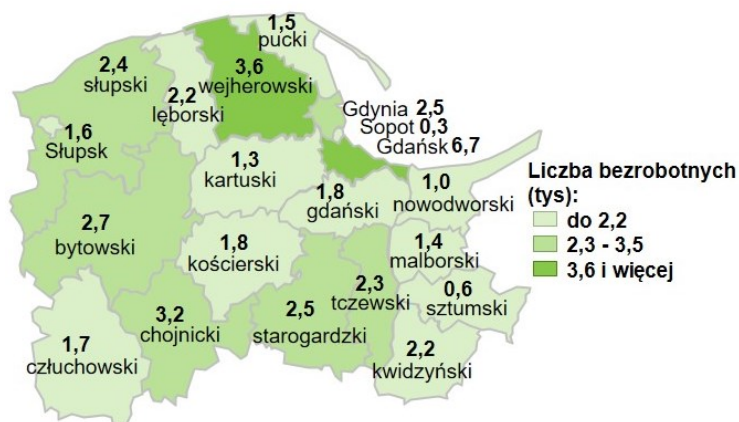 1,5
pucki
2,4
słupski
3,6
wejherowski
2,2
lęborski
Gdynia 2,5
Sopot 0,3
Gdańsk 6,7
1,6
Słupsk
1,3
kartuski
1,8
gdański
1,0
nowodworski
2,7
bytowski
1,8
kościerski
1,4
malborski
3,2
chojnicki
2,5
starogardzki
2,3
tczewski
0,6
sztumski
1,7
człuchowski
2,2
kwidzyński
Liczba bezrobotnych
(tys):
do 2,2
2,3 - 3,5
3,6 i więcej